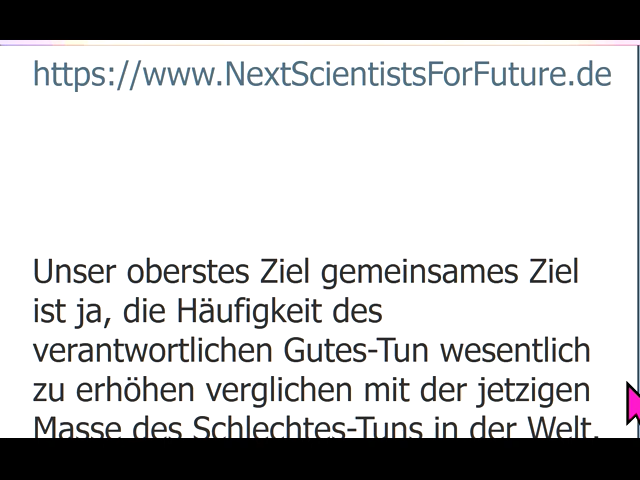 https://www.NextScientistsForFuture.de
Unser oberstes Ziel gemeinsames Ziel
ist ja, die Häufigkeit des
verantwortlichen Gutes-Tun wesentlich
zu erhöhen verglichen mit der jetzigen
Masse des Schlechtes-Tuns in der Welt.